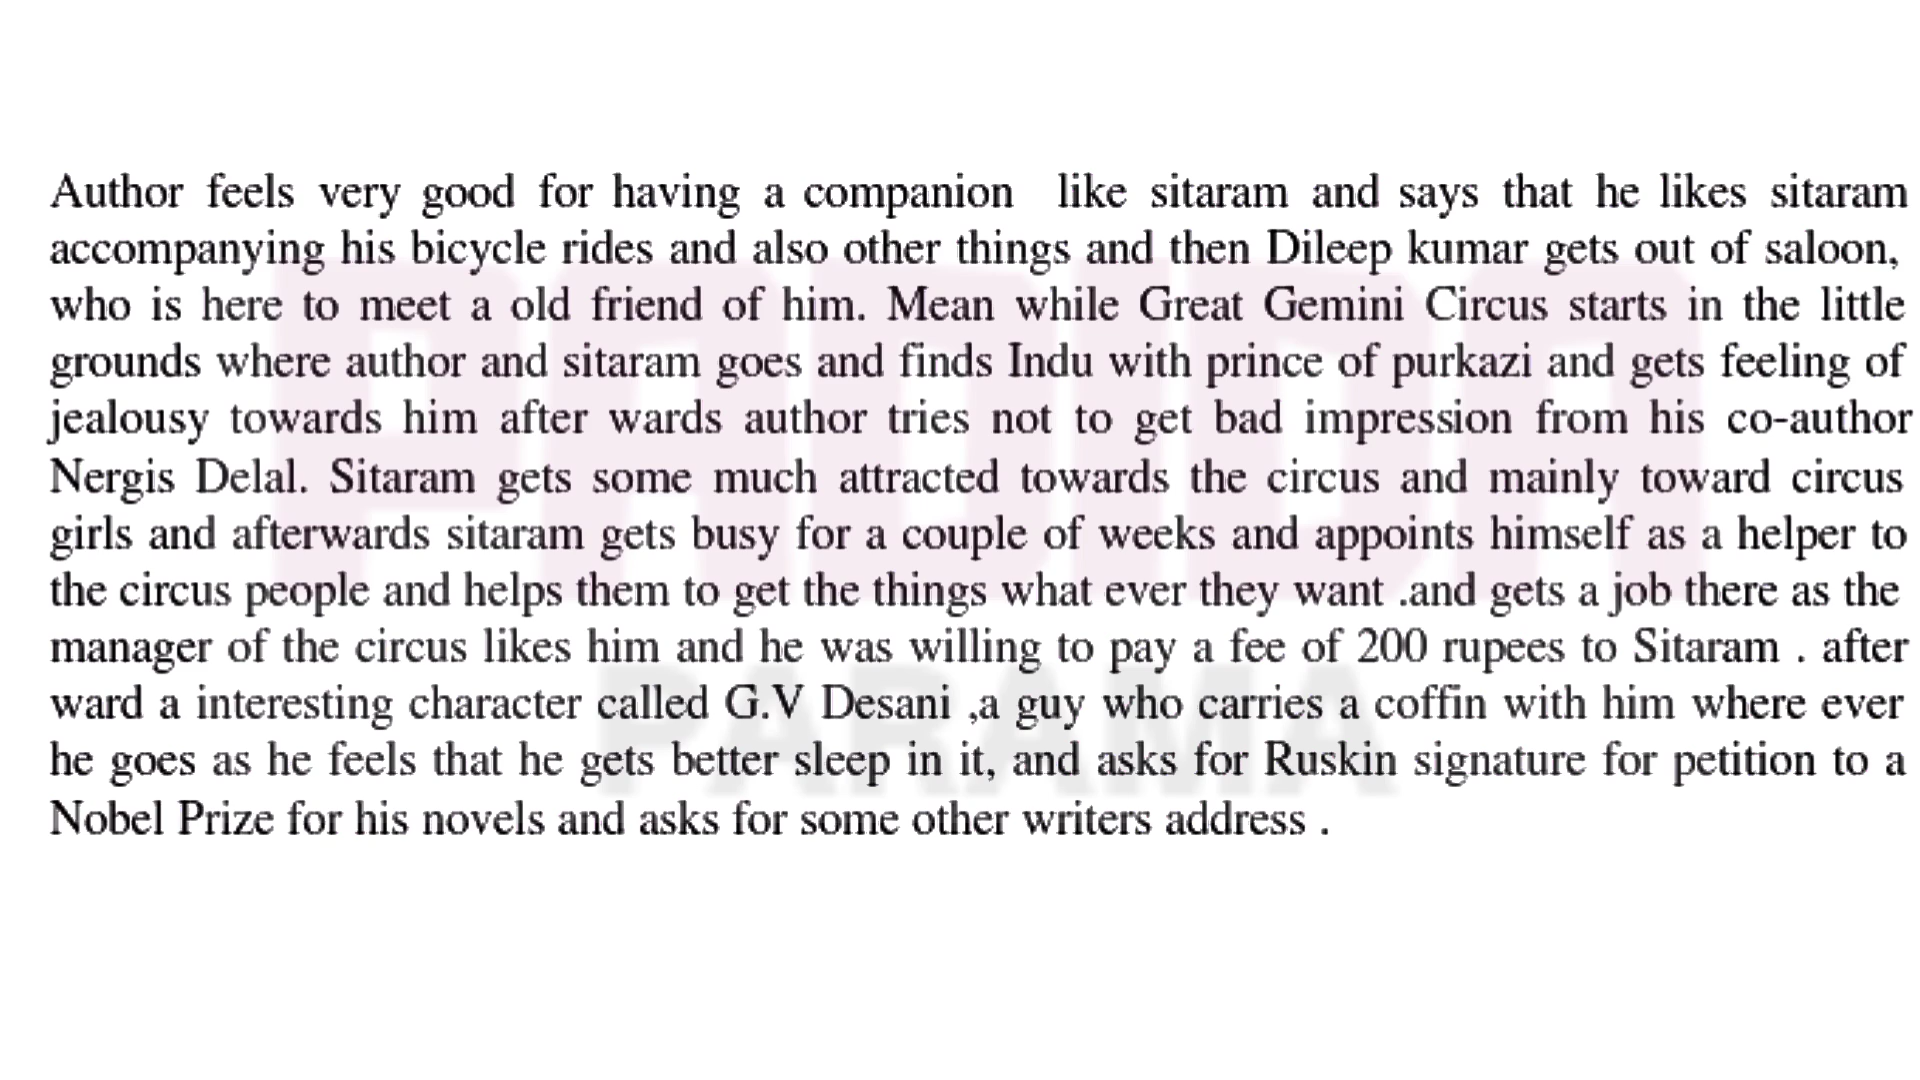 Author feels very good for having a companion like sitaram and says that he likes sitaram
accompanying his bicycle rides and also other things and then Dileep kumar gets out of saloon,
who is here to meet a old friend of him. Mean while Great Gemini Circus starts in the little
grounds where author and sitaram goes and finds Indu with prince of purkazi and gets feeling of
jealousy towards him after wards author tries not to get bad impression from his co-author
Nergis Delal. Sitaram gets some much attracted towards the circus and mainly toward circus
girls and afterwards sitaram gets busy for a couple of weeks and appoints himself as a helper to
the circus people and helps them to get the things what ever they want .and gets a job there as the
manager of the circus likes him and he was willing to pay a fee of 200 rupees to Sitaram . after
ward a interesting character called G.V Desani ,a guy who carries a coffin with him where ever
he goes as he feels that he gets better sleep in it, and asks for Ruskin signature for petition to a
Nobel Prize for his novels and asks for some other writers address .
PARAMA